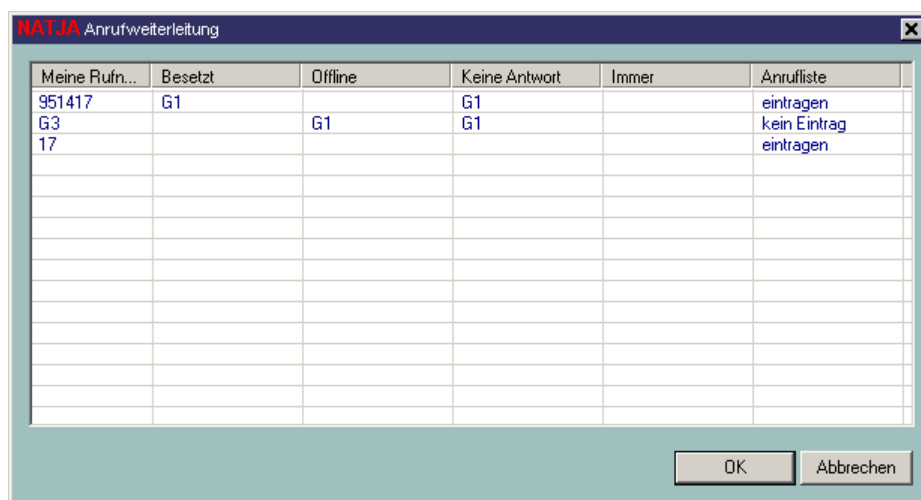 NATJA Anrufweiterleitung
Meine Rufn... Besetzt Offline Keine Antwort Immer Anrufliste
951417 G1 G1 eintragen
G3 G1 G1 kein Eintrag
17 eintragen
OK Abbrechen